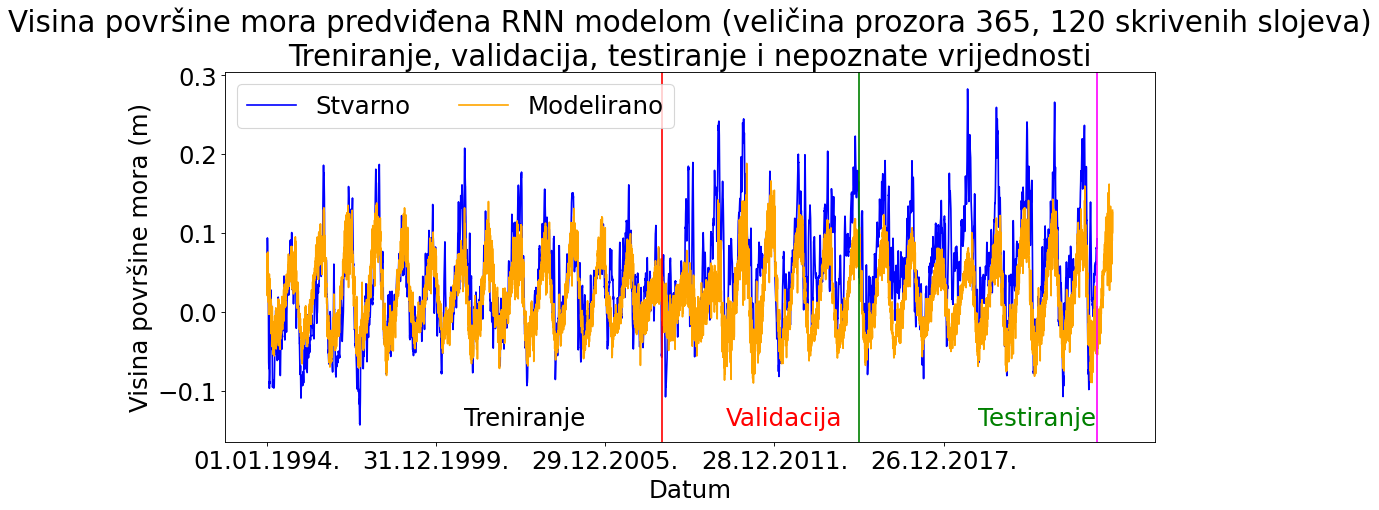 Visina površine mora predviđena RNN modelom (veličina prozora 365, 120 skrivenih slojeva)
Treniranje, validacija, testiranje i nepoznate vrijednosti
Stvarno
Modelirano
Visina površine mora (m)
0.3
0.2
0.1
0.0
−0.1
Treniranje
Validacija
Testiranje
01.01.1994.
31.12.1999.
29.12.2005.
28.12.2011.
26.12.2017.
Datum